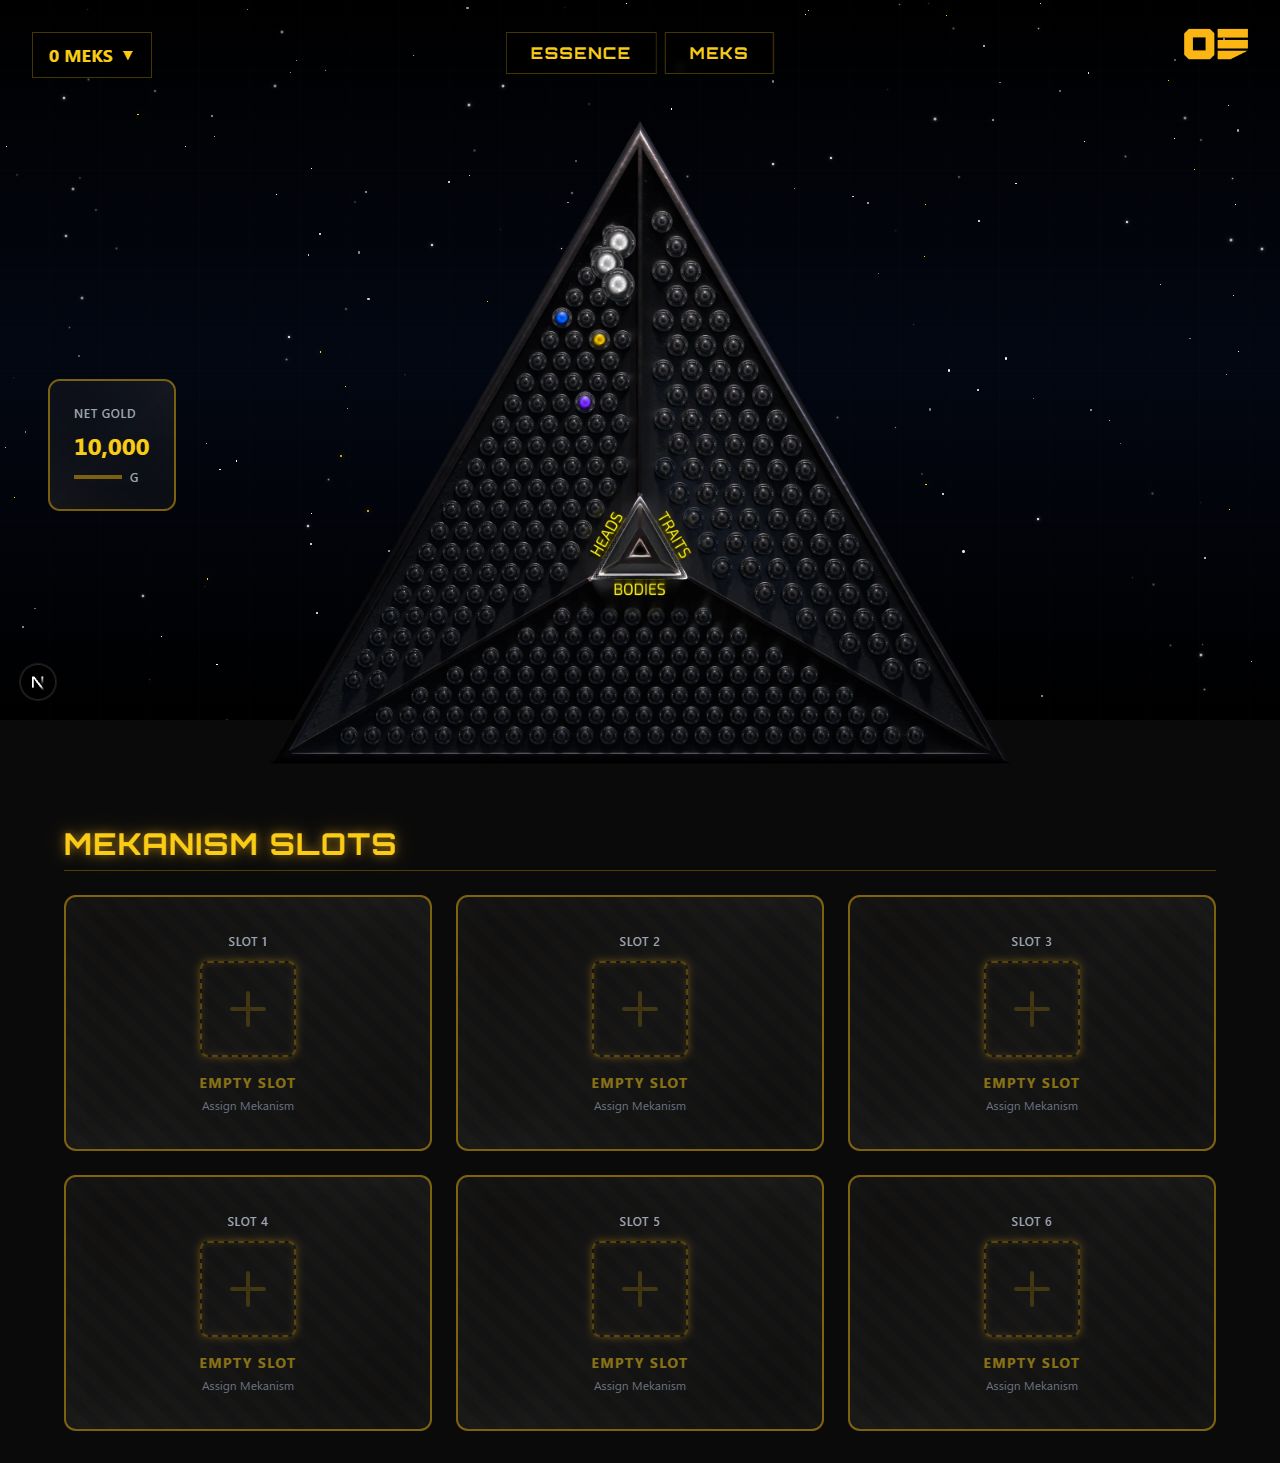 0 MEKS ▼
ESSENCE
MEKS
OE
NET GOLD
10,000
G
HEADS
TRAITS
BODIES
N
MEKANISM SLOTS
SLOT 1
EMPTY SLOT
Assign Mekanism
SLOT 2
EMPTY SLOT
Assign Mekanism
SLOT 3
EMPTY SLOT
Assign Mekanism
SLOT 4
EMPTY SLOT
Assign Mekanism
SLOT 5
EMPTY SLOT
Assign Mekanism
SLOT 6
EMPTY SLOT
Assign Mekanism